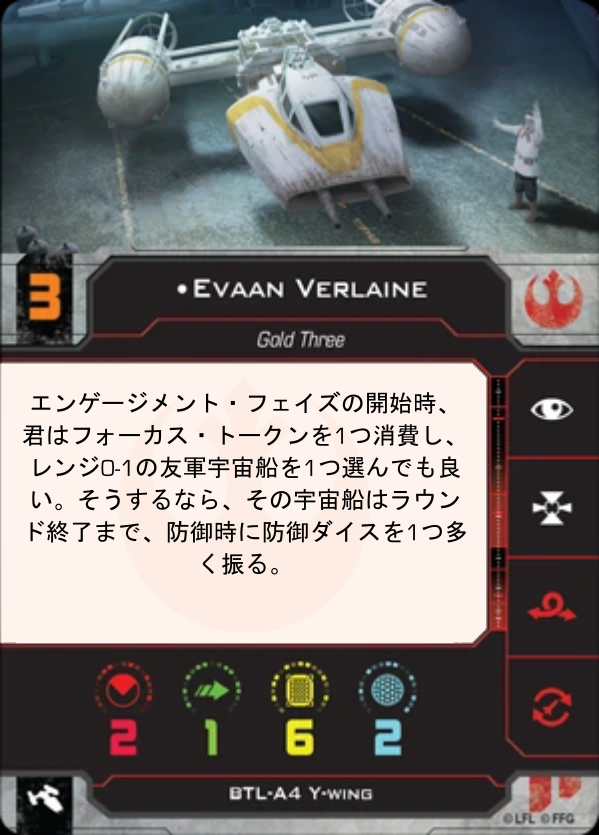 3
•Evaan Verlaine
Gold Three
エンゲージメント・フェイズの開始時、
君はフォーカス・トークンを1つ消費し、
レンジ0-1の友軍宇宙船を1つ選んでも良
い。そうするなら、その宇宙船はラウン
ド終了まで、防御時に防御ダイスを1つ多
く振る。
2 1 6 2
BTL-A4 Y-wing
©LFL ©FFG